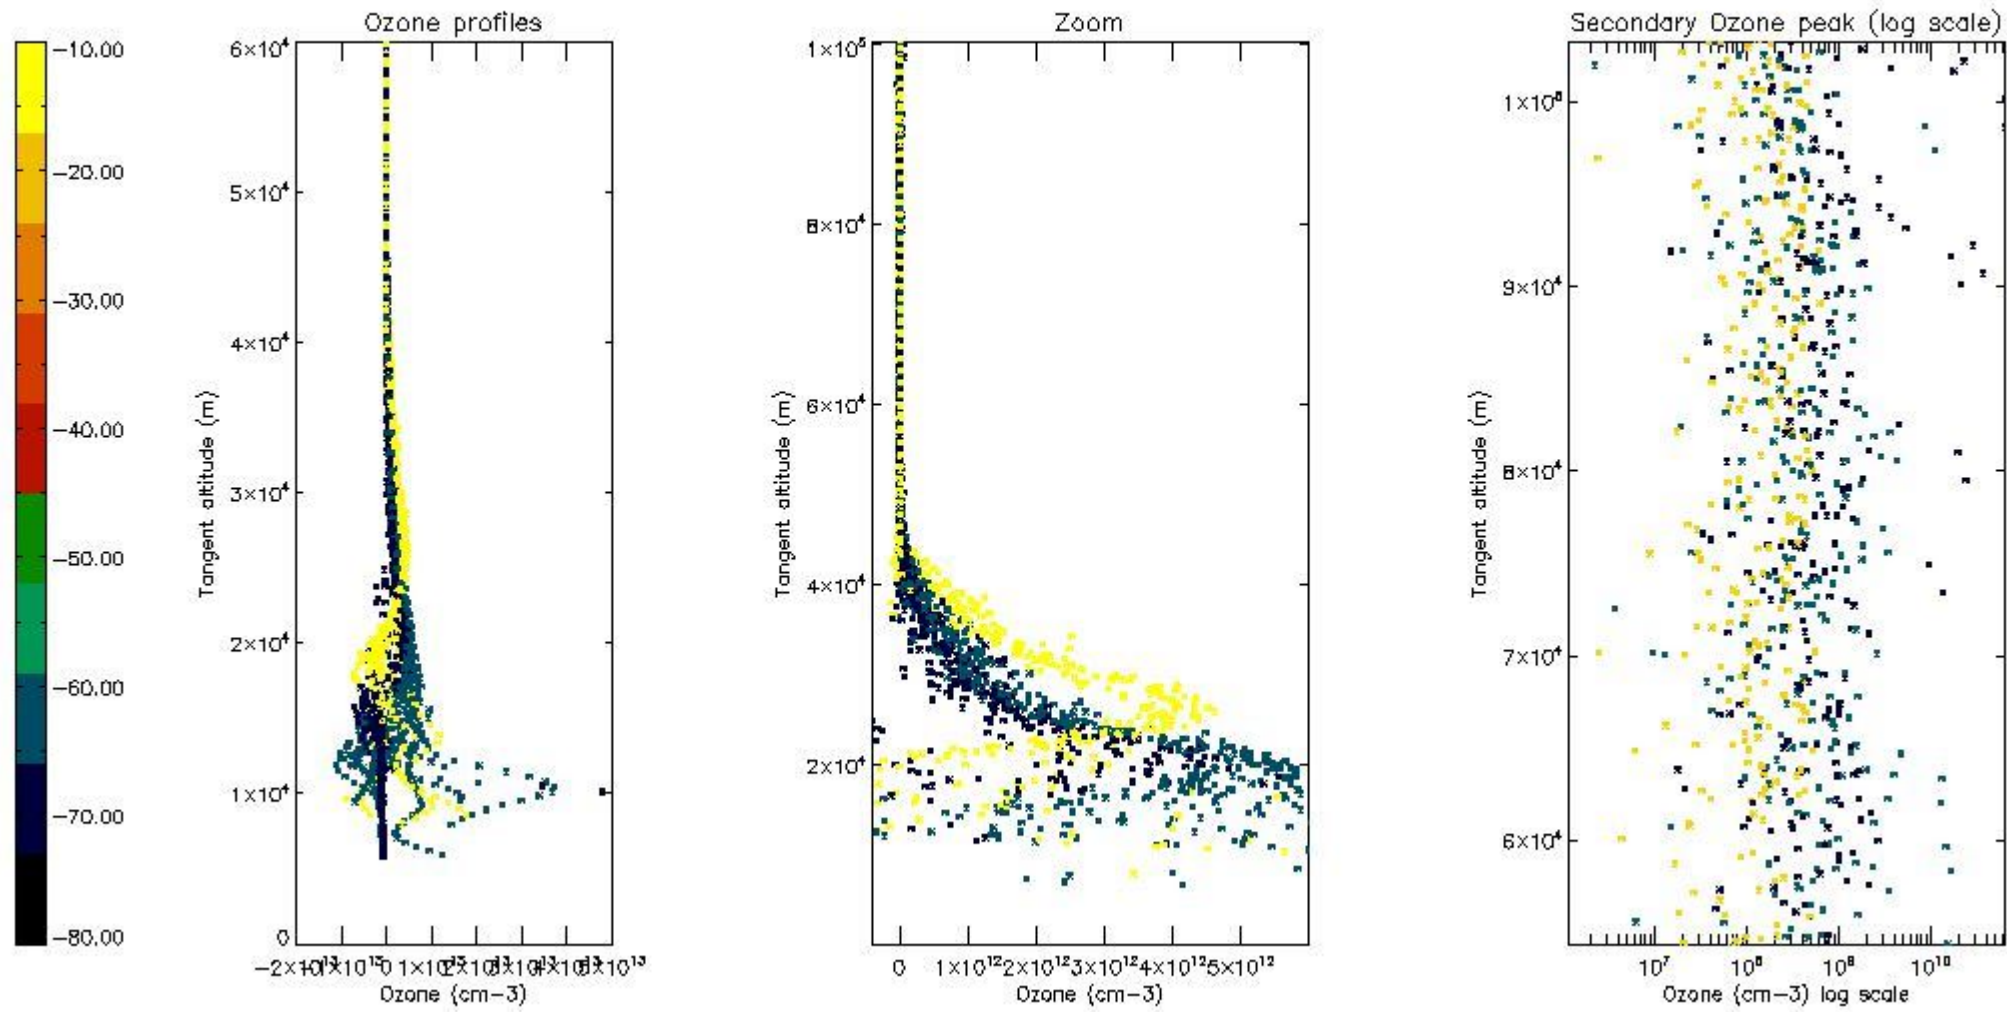 Ozone profiles
Zoom
Secondary Ozone peak (log scale)
−10.00
−20.00
−30.00
−40.00
−50.00
−60.00
−70.00
−80.00
6×10⁴
5×10⁴
4×10⁴
3×10⁴
2×10⁴
1×10⁴
0
Tangent altitude (m)
Ozone (cm−3)
1×10⁵
8×10⁴
6×10⁴
4×10⁴
2×10⁴
Tangent altitude (m)
0 1×10¹² 2×10¹² 3×10¹² 4×10¹² 5×10¹²
Ozone (cm−3)
9×10⁴
8×10⁴
7×10⁴
6×10⁴
Tangent altitude (m)
10⁷ 10⁸ 10⁹ 10¹⁰
Ozone (cm−3) log scale